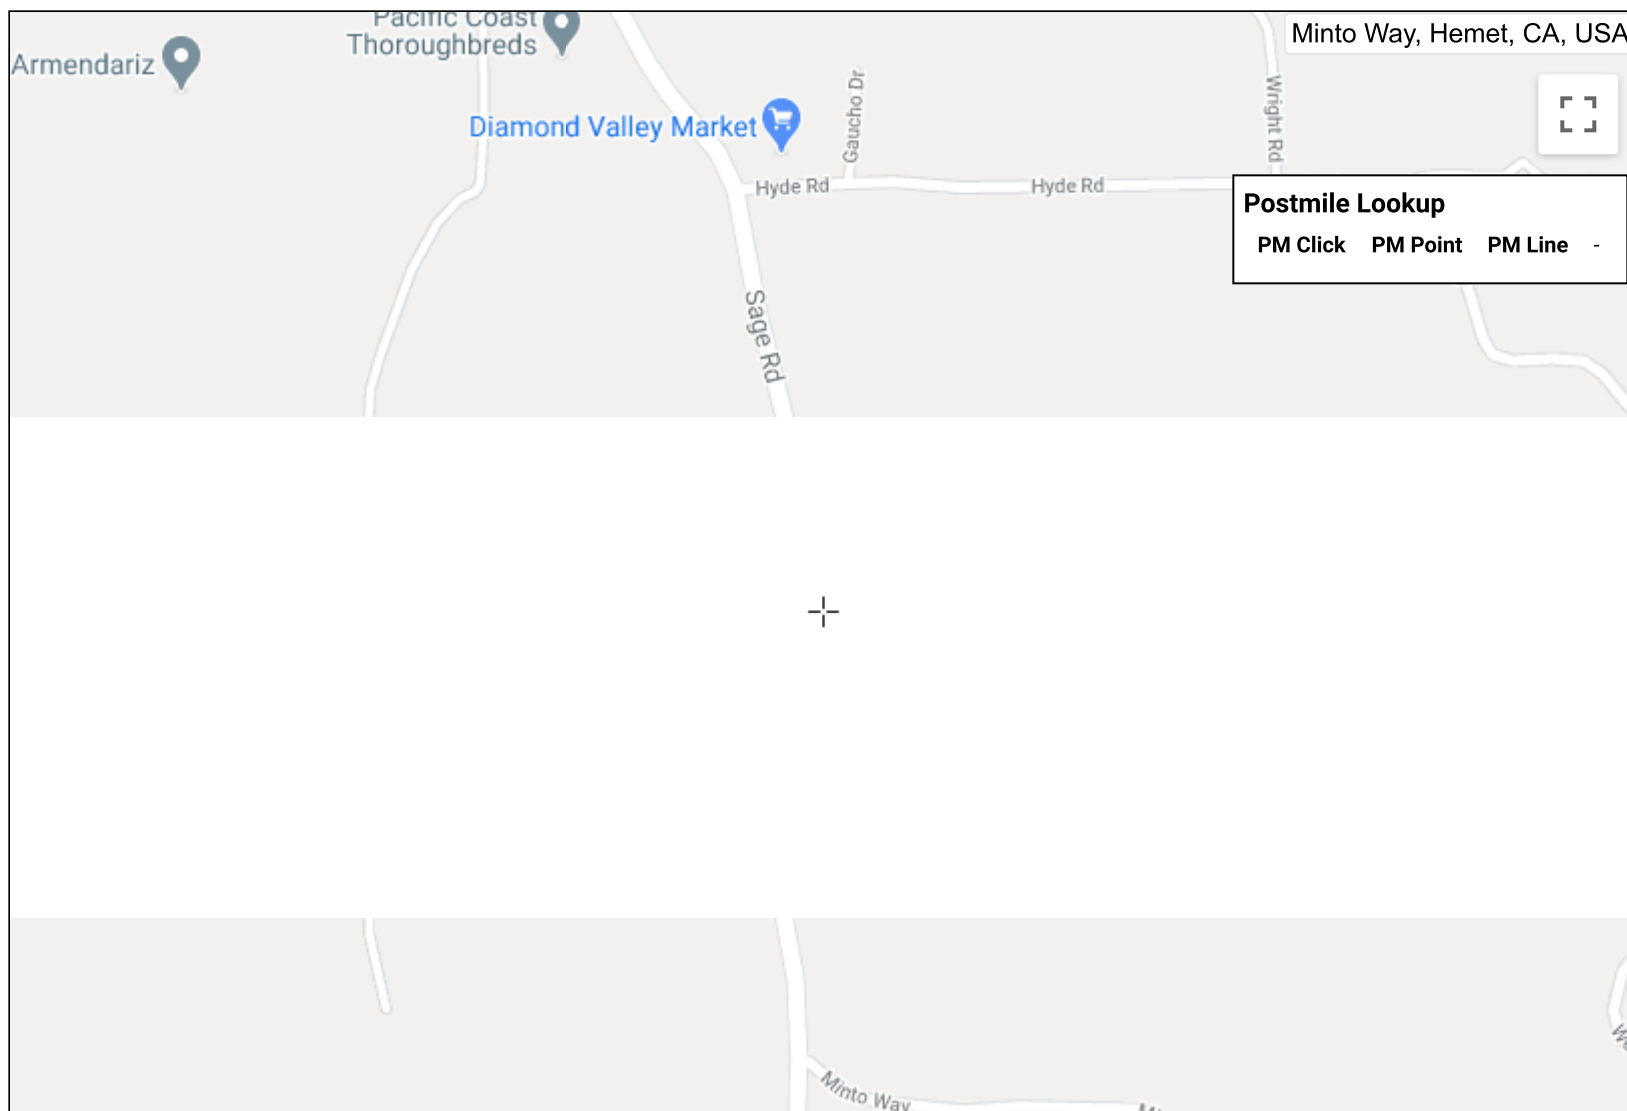 Pacific Coast
Thoroughbreds
Armendariz
Minto Way, Hemet, CA, USA
Diamond Valley Market
Gaucho Dr
Wright Rd
Hyde Rd
Hyde Rd
Postmile Lookup
PM Click PM Point PM Line -
Sage Rd
Minto Way